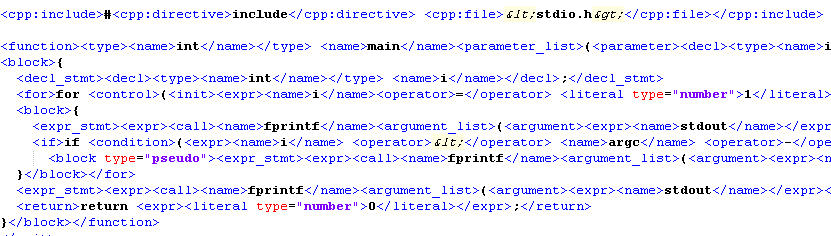 <cpp:include>#<cpp:directive>include</cpp:directive> <cpp:file>&lt;stdio.h&gt;</cpp:file></cpp:include>
<function><type><name>int</name></type> <name>main</name><parameter_list>(<parameter><decl><type><name>i
<block>{
<decl_stmt><decl><type><name>int</name></type> <name>i</name></decl>;</decl_stmt>
<for>for <control>(<init><expr><name>i</name><operator>=</operator> <literal type="number">1</literal>
<block>{
<expr_stmt><expr><call><name>fprintf</name><argument_list>(<argument><expr><name>stdout</name></expr
<if>if <condition>(<expr><name>i</name> <operator>&lt;</operator> <name>argc</name> <operator>-</ope
<block type="pseudo"><expr_stmt><expr><call><name>fprintf</name><argument_list>(<argument><expr><n
}</block></for>
<expr_stmt><expr><call><name>fprintf</name><argument_list>(<argument><expr><name>stdout</name></expr><
<return>return <expr><literal type="number">0</literal></expr>;</return>
}</block></function>